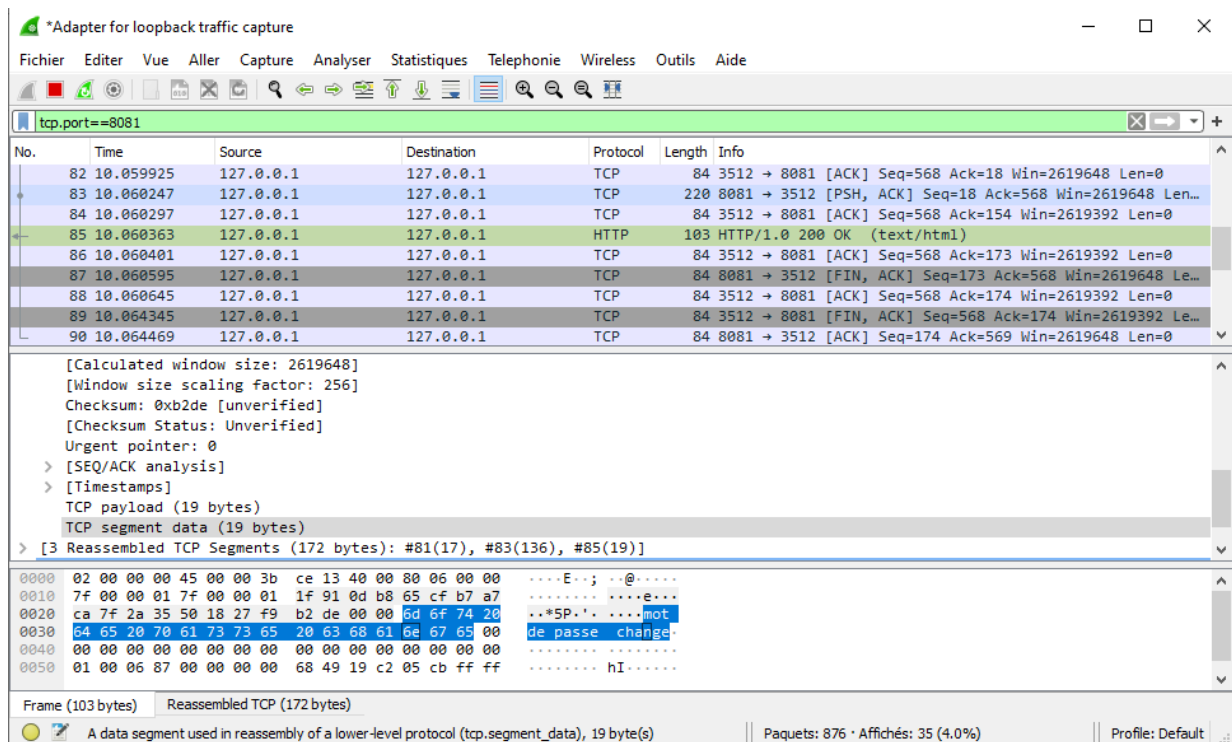 *Adapter for loopback traffic capture
Fichier Editer Vue Aller Capture Analyser Statistiques Telephonie Wireless Outils Aide
tcp.port==8081
No. Time Source Destination Protocol Length Info
82 10.059925 127.0.0.1 127.0.0.1 TCP 84 3512 → 8081 [ACK] Seq=568 Ack=18 Win=2619648 Len=0
83 10.060247 127.0.0.1 127.0.0.1 TCP 220 8081 → 3512 [PSH, ACK] Seq=18 Ack=568 Win=2619648 Len…
84 10.060297 127.0.0.1 127.0.0.1 TCP 84 3512 → 8081 [ACK] Seq=568 Ack=154 Win=2619392 Len=0
85 10.060363 127.0.0.1 127.0.0.1 HTTP 103 HTTP/1.0 200 OK (text/html)
86 10.060401 127.0.0.1 127.0.0.1 TCP 84 3512 → 8081 [ACK] Seq=568 Ack=173 Win=2619392 Len=0
87 10.060595 127.0.0.1 127.0.0.1 TCP 84 8081 → 3512 [FIN, ACK] Seq=173 Ack=568 Win=2619648 Le…
88 10.060645 127.0.0.1 127.0.0.1 TCP 84 3512 → 8081 [ACK] Seq=568 Ack=174 Win=2619392 Len=0
89 10.064345 127.0.0.1 127.0.0.1 TCP 84 3512 → 8081 [FIN, ACK] Seq=568 Ack=174 Win=2619392 Le…
90 10.064469 127.0.0.1 127.0.0.1 TCP 84 8081 → 3512 [ACK] Seq=174 Ack=569 Win=2619648 Len=0
[Calculated window size: 2619648]
[Window size scaling factor: 256]
Checksum: 0xb2de [unverified]
[Checksum Status: Unverified]
Urgent pointer: 0
> [SEQ/ACK analysis]
> [Timestamps]
TCP payload (19 bytes)
TCP segment data (19 bytes)
> [3 Reassembled TCP Segments (172 bytes): #81(17), #83(136), #85(19)]
0000 02 00 00 00 45 00 00 3b ce 13 40 00 80 06 00 00 ····E··; ··@·····
0010 7f 00 00 01 7f 00 00 01 1f 91 0d b8 65 cf b7 a7 ········ ····e···
0020 ca 7f 2a 35 50 18 27 f9 b2 de 00 00 6d 6f 74 20 ··*5P·'· ····mot
0030 64 65 20 70 61 73 73 65 20 63 68 61 6e 67 65 00 de passe change·
0040 00 00 00 00 00 00 00 00 00 00 00 00 00 00 00 00 ········ ········
0050 01 00 06 87 00 00 00 00 68 49 19 c2 05 cb ff ff ········ hI······
Frame (103 bytes) Reassembled TCP (172 bytes)
A data segment used in reassembly of a lower-level protocol (tcp.segment_data), 19 byte(s) Paquets: 876 · Affichés: 35 (4.0%) Profile: Default